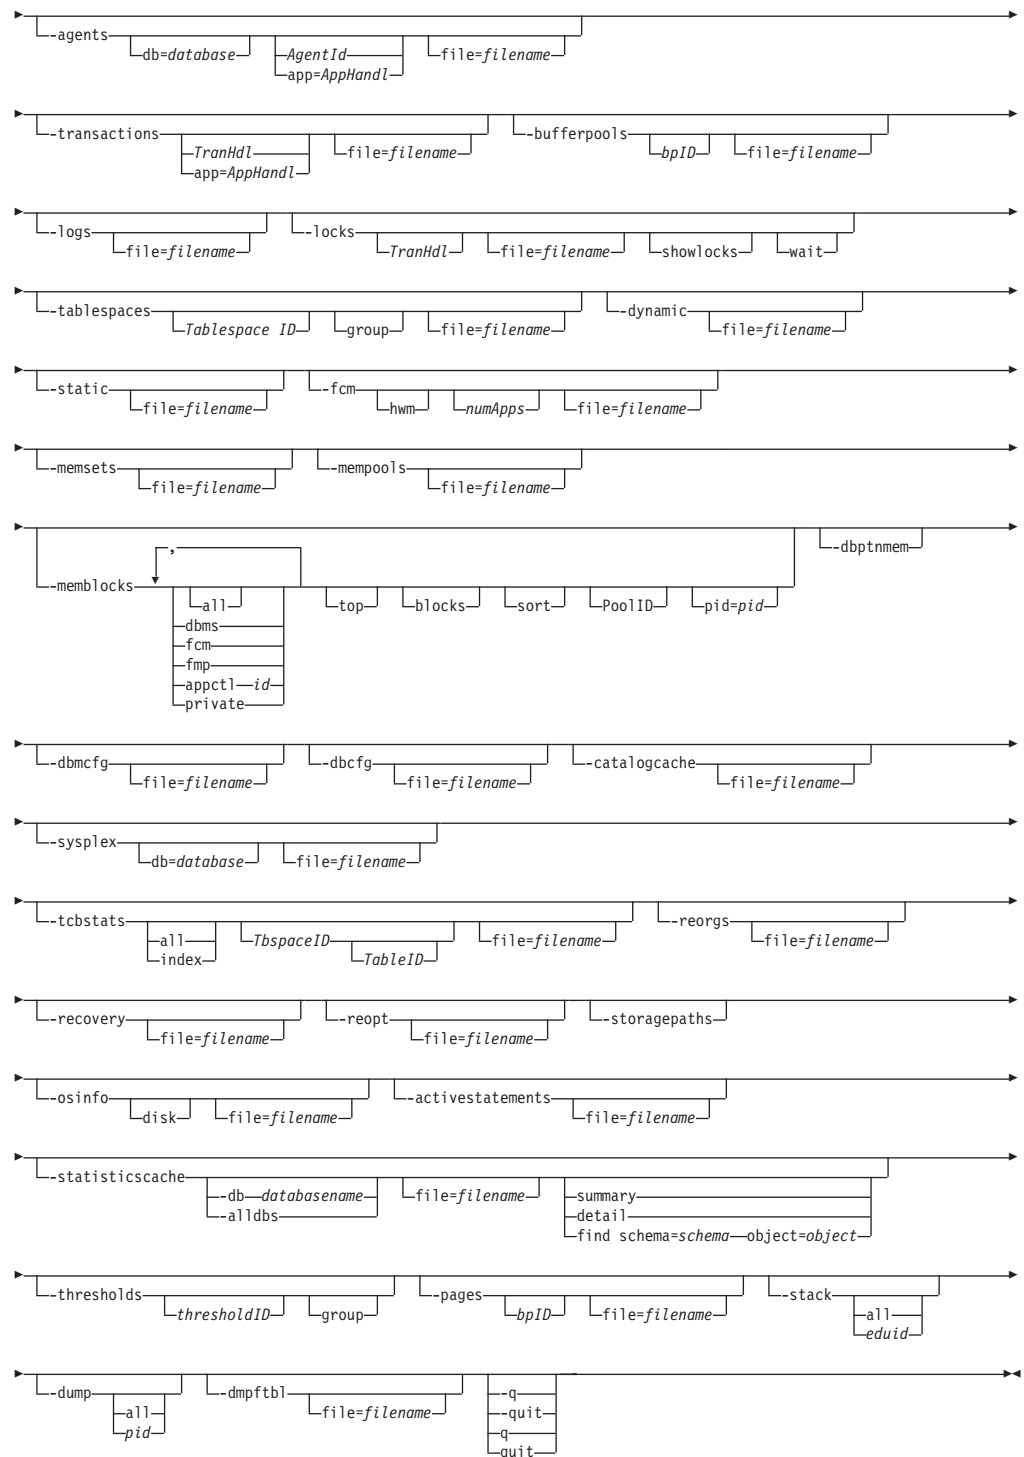 -agents
db=database AgentId file=filename
app=AppHandl
-transactions -bufferpools
TranHdl file=filename bpID file=filename
app=AppHandl
-logs -locks
file=filename TranHdl file=filename showlocks wait
-tablespaces -dynamic
Tablespace ID group file=filename file=filename
-static -fcm
file=filename hwm numApps file=filename
-memsets -mempools
file=filename file=filename
, -dbptnmem
-memblocks
all top blocks sort PoolID pid=pid
dbms
fcm
fmp
appctl id
private
-dbmcfg -dbcfg -catalogcache
file=filename file=filename file=filename
-sysplex
db=database file=filename
-tcbstats -reorgs
all TbspaceID file=filename file=filename
index TableID
-recovery -reopt -storagepaths
file=filename file=filename
-osinfo -activestatements
disk file=filename file=filename
-statisticscache
-db databasename file=filename summary
-alldbs detail
find schema=schema object=object
-thresholds -pages -stack
thresholdID group bpID file=filename all
eduid
-dump -dmpftbl -q
all file=filename -quit
pid q
quit